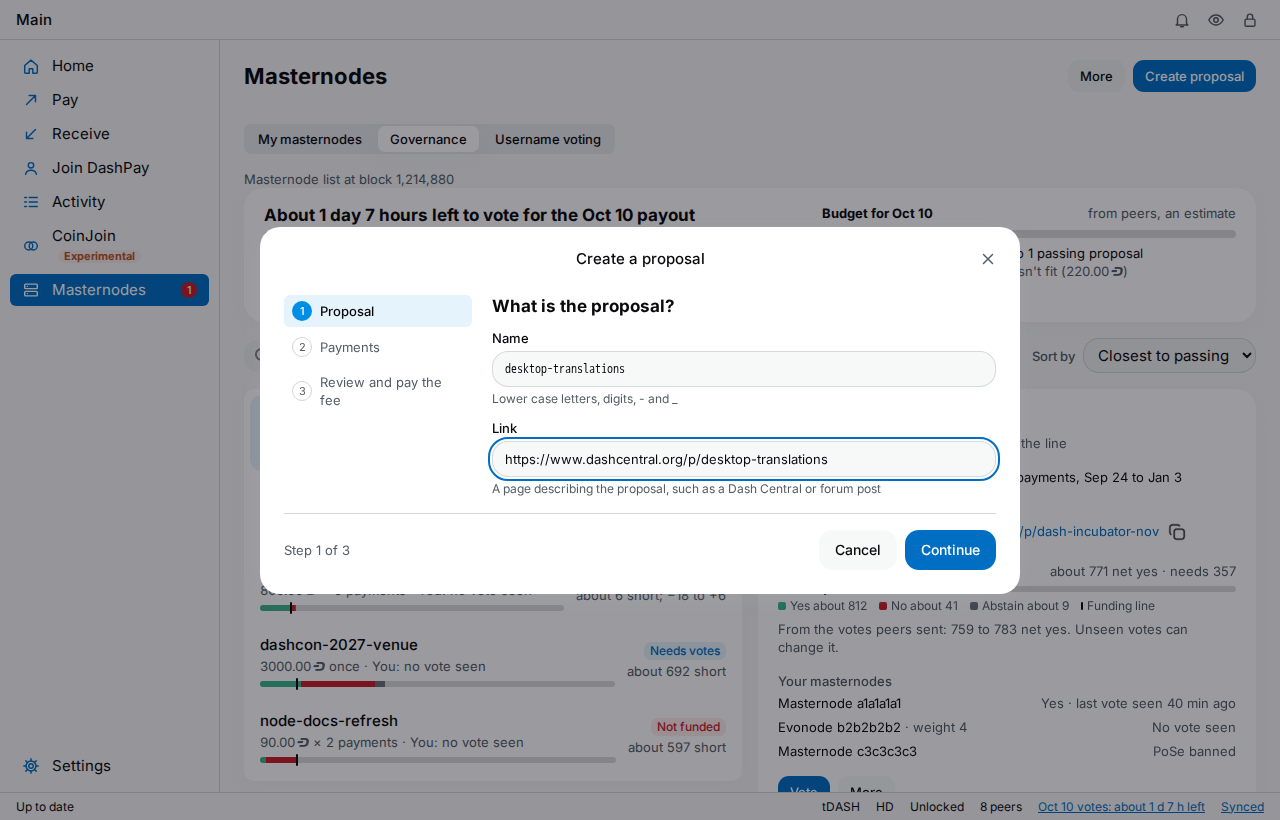 Main
Home
Pay
Receive
Join DashPay
Activity
CoinJoin
Experimental
Masternodes
1
Settings
Masternodes
More
Create proposal
My masternodes
Governance
Username voting
Masternode list at block 1,214,880
About 1 day 7 hours left to vote for the Oct 10 payout
Budget for Oct 10
from peers, an estimate
1 passing proposal
(220.00)
Sort by
Closest to passing
Create a proposal
1
Proposal
2
Payments
3
Review and pay the
fee
What is the proposal?
Name
desktop-translations
Lower case letters, digits, - and _
Link
https://www.dashcentral.org/p/desktop-translations
A page describing the proposal, such as a Dash Central or forum post
Step 1 of 3
Cancel
Continue
the line
payments, Sep 24 to Jan 3
/p/dash-incubator-nov
about 771 net yes · needs 357
Yes about 812
No about 41
Abstain about 9
Funding line
From the votes peers sent: 759 to 783 net yes. Unseen votes can
change it.
Your masternodes
Masternode a1a1a1a1
Yes · last vote seen 40 min ago
Evonode b2b2b2b2 · weight 4
No vote seen
Masternode c3c3c3c3
PoSe banned
Vote
More
about 6 short; −18 to +6
dashcon-2027-venue
Needs votes
3000.00 once · You: no vote seen
about 692 short
node-docs-refresh
Not funded
90.00 × 2 payments · You: no vote seen
about 597 short
Up to date
tDASH
HD
Unlocked
8 peers
Oct 10 votes: about 1 d 7 h left
Synced